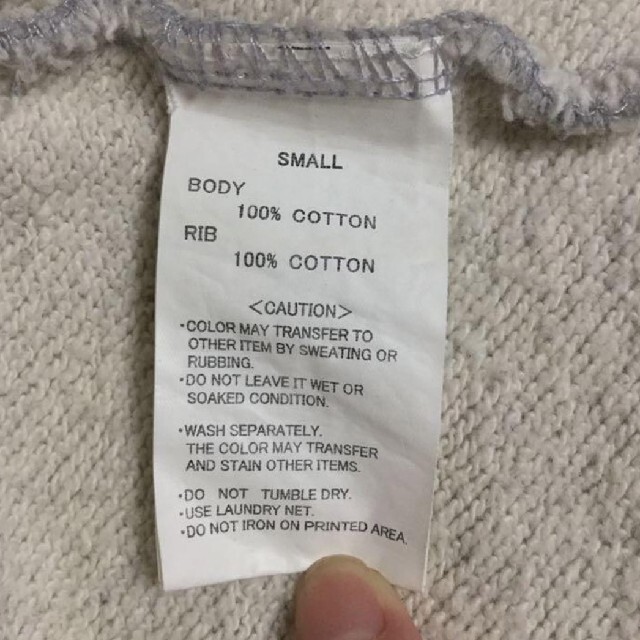 SMALL
BODY
100% COTTON
RIB
100% COTTON
<CAUTION>
·COLOR MAY TRANSFER TO
OTHER ITEM BY SWEATING OR
RUBBING.
·DO NOT LEAVE IT WET OR
SOAKED CONDITION.
·WASH SEPARATELY.
THE COLOR MAY TRANSFER
AND STAIN OTHER ITEMS.
·DO NOT TUMBLE DRY.
·USE LAUNDRY NET.
·DO NOT IRON ON PRINTED AREA.